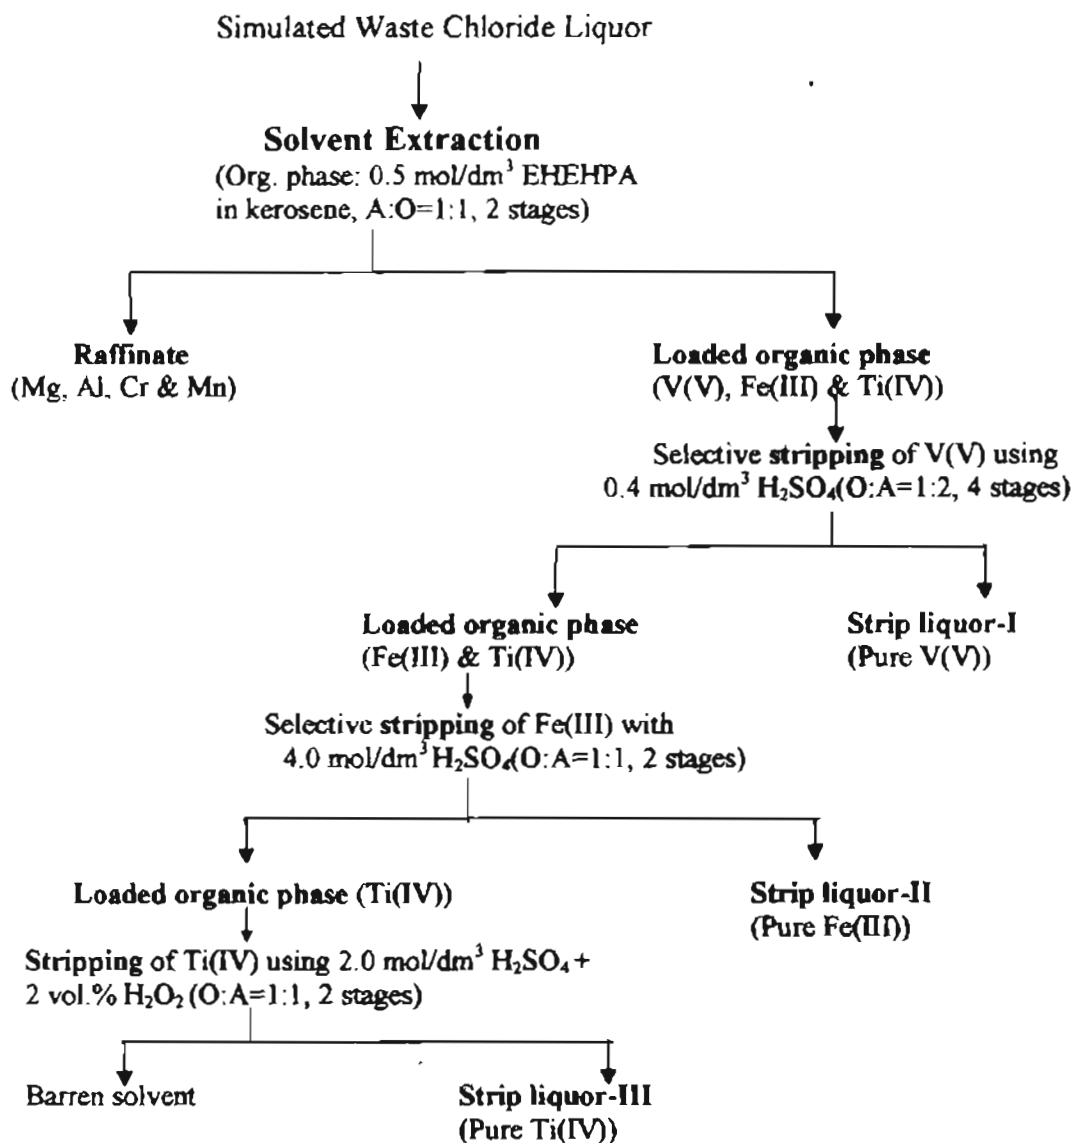 Simulated Waste Chloride Liquor
Solvent Extraction
(Org. phase: 0.5 mol/dm³ EHEHPA
in kerosene, A:O=1:1, 2 stages)
Raffinate
(Mg, Al, Cr & Mn)
Loaded organic phase
(V(V), Fe(III) & Ti(IV))
Selective stripping of V(V) using
0.4 mol/dm³ H₂SO₄(O:A=1:2, 4 stages)
Loaded organic phase
(Fe(III) & Ti(IV))
Strip liquor-I
(Pure V(V))
Selective stripping of Fe(III) with
4.0 mol/dm³ H₂SO₄(O:A=1:1, 2 stages)
Loaded organic phase (Ti(IV))
Strip liquor-II
(Pure Fe(III))
Stripping of Ti(IV) using 2.0 mol/dm³ H₂SO₄ +
2 vol.% H₂O₂ (O:A=1:1, 2 stages)
Barren solvent
Strip liquor-III
(Pure Ti(IV))